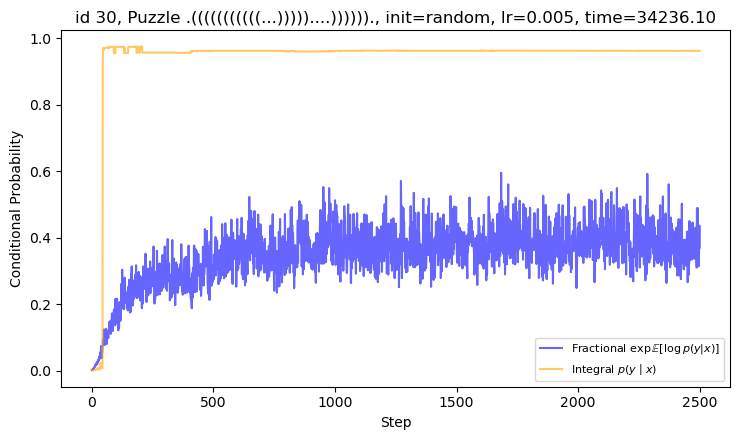 id 30, Puzzle .(((((((((((...)))))....))))))., init=random, lr=0.005, time=34236.10
1.0
0.8
0.6
0.4
0.2
0.0
Conditional Probability
Fractional exp𝔼[log p(y|x)]
Integral p(y | x)
0 500 1000 1500 2000 2500
Step